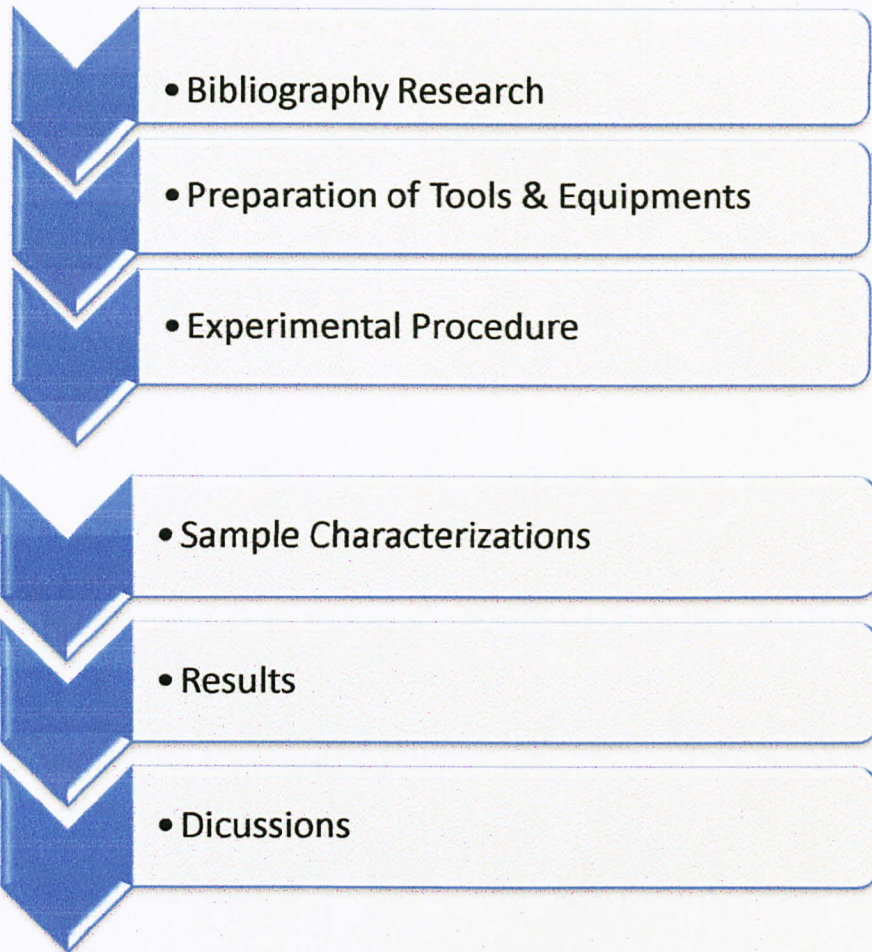 • Bibliography Research
• Preparation of Tools & Equipments
• Experimental Procedure
• Sample Characterizations
• Results
• Dicussions